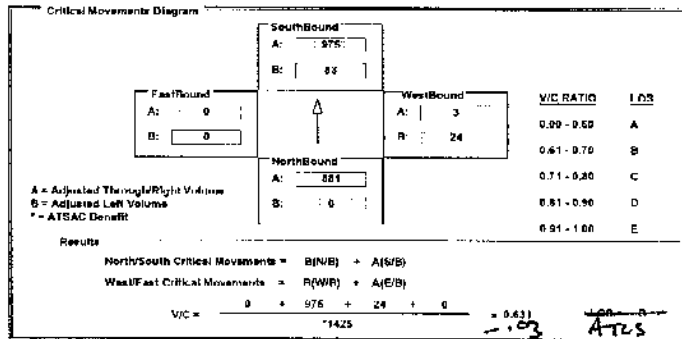 Critical Movements Diagram
SouthBound
A: 975
B: 83
EastBound
A: 0
B: 0
WestBound
A: 3
B: 24
NorthBound
A: 881
B: 0
A = Adjusted Through/Right Volume
B = Adjusted Left Volume
* = ATSAC Benefit
V/C RATIO LOS
0.00 - 0.60 A
0.61 - 0.70 B
0.71 - 0.80 C
0.81 - 0.90 D
0.91 - 1.00 E
Results
North/South Critical Movements = B(N/B) + A(S/B)
West/East Critical Movements = B(W/B) + A(E/B)
V/C = 0 + 975 + 24 + 0 = 0.631
*1425
ATCS